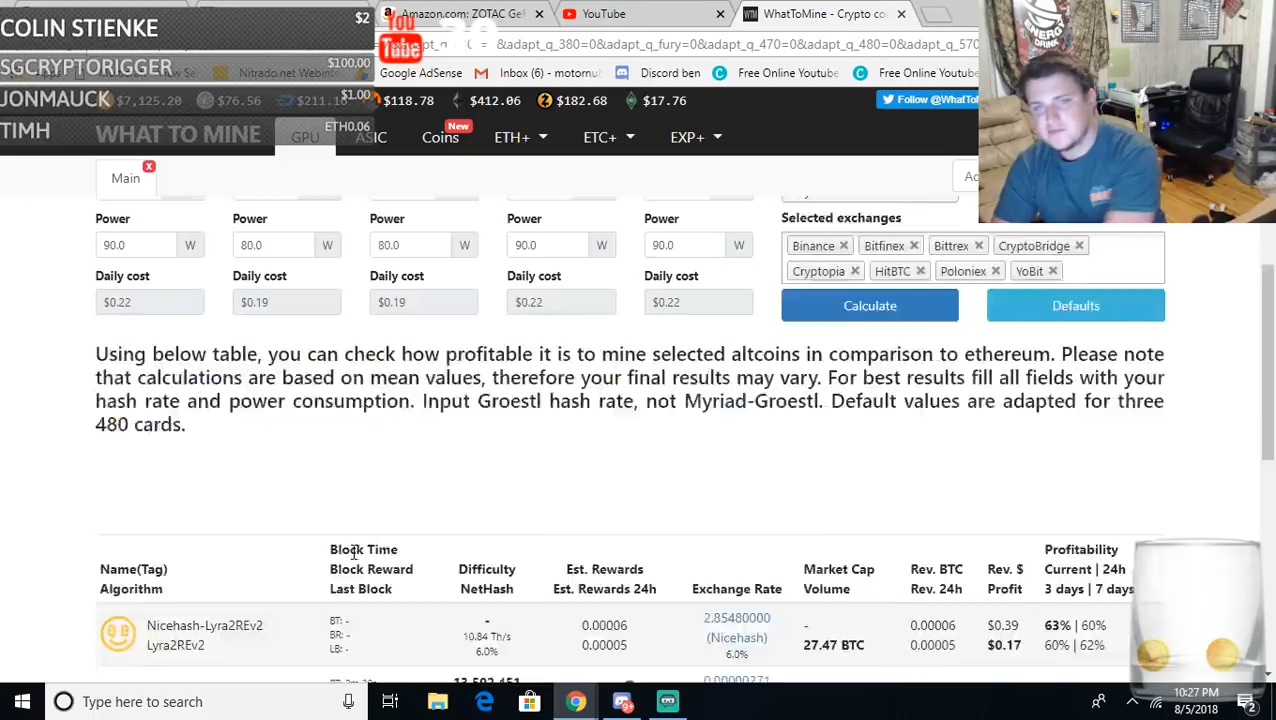 COLIN STIENKE $2
SGCRYPTORIGGER $100.00
JONMAUCK $1.00
TIMH ETH0.06
You
Tube
Amazon.com: ZOTAC GeF
YouTube
WhatToMine - Crypto co
adapt_q_380=0&adapt_q_fury=0&adapt_q_470=0&adapt_q_480=0&adapt_q_570
Nitrado.net Webinte
Google AdSense
Inbox (6) - motornu
Discord ben
Free Online Youtube
Free Online Youtube
$7,125.20 $76.56 $211.16 $118.78 $412.06 $182.68 $17.76
Follow @WhatToM
WHAT TO MINE GPU ASIC Coins New ETH+ ETC+ EXP+
Main
Ad
Power Power Power Power Power Selected exchanges
90.0 W 80.0 W 80.0 W 90.0 W 90.0 W
Binance Bitfinex Bittrex CryptoBridge
Cryptopia HitBTC Poloniex YoBit
Daily cost Daily cost Daily cost Daily cost Daily cost
$0.22 $0.19 $0.19 $0.22 $0.22 Calculate Defaults
Using below table, you can check how profitable it is to mine selected altcoins in comparison to ethereum. Please note
that calculations are based on mean values, therefore your final results may vary. For best results fill all fields with your
hash rate and power consumption. Input Groestl hash rate, not Myriad-Groestl. Default values are adapted for three
480 cards.
Name(Tag)
Algorithm
Block Time
Block Reward
Last Block
Difficulty
NetHash
Est. Rewards
Est. Rewards 24h
Exchange Rate
Market Cap
Volume
Rev. BTC
Rev. 24h
Rev. $
Profit
Profitability
Current | 24h
3 days | 7 days
Nicehash-Lyra2REv2
Lyra2REv2
BT: -
BR: -
LB: -
-
10.84 Th/s
6.0%
0.00006
0.00005
2.85480000
(Nicehash)
6.0%
-
27.47 BTC
0.00006
0.00005
$0.39
$0.17
63% | 60%
60% | 62%
Type here to search
10:27 PM
8/5/2018
2